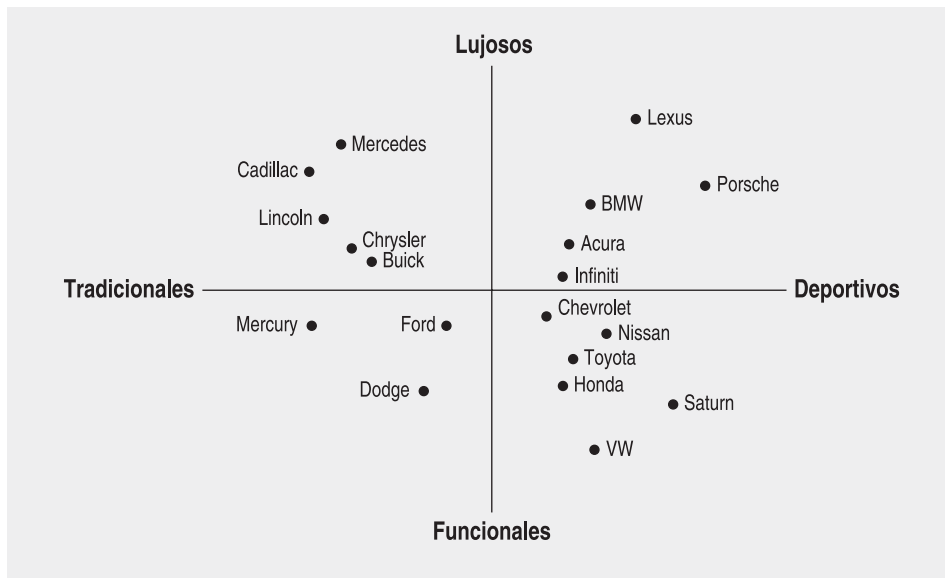 Lujosos
Lexus
Mercedes
Cadillac
Porsche
BMW
Lincoln
Chrysler
Acura
Buick
Infiniti
Tradicionales
Deportivos
Chevrolet
Mercury
Ford
Nissan
Toyota
Dodge
Honda
Saturn
VW
Funcionales